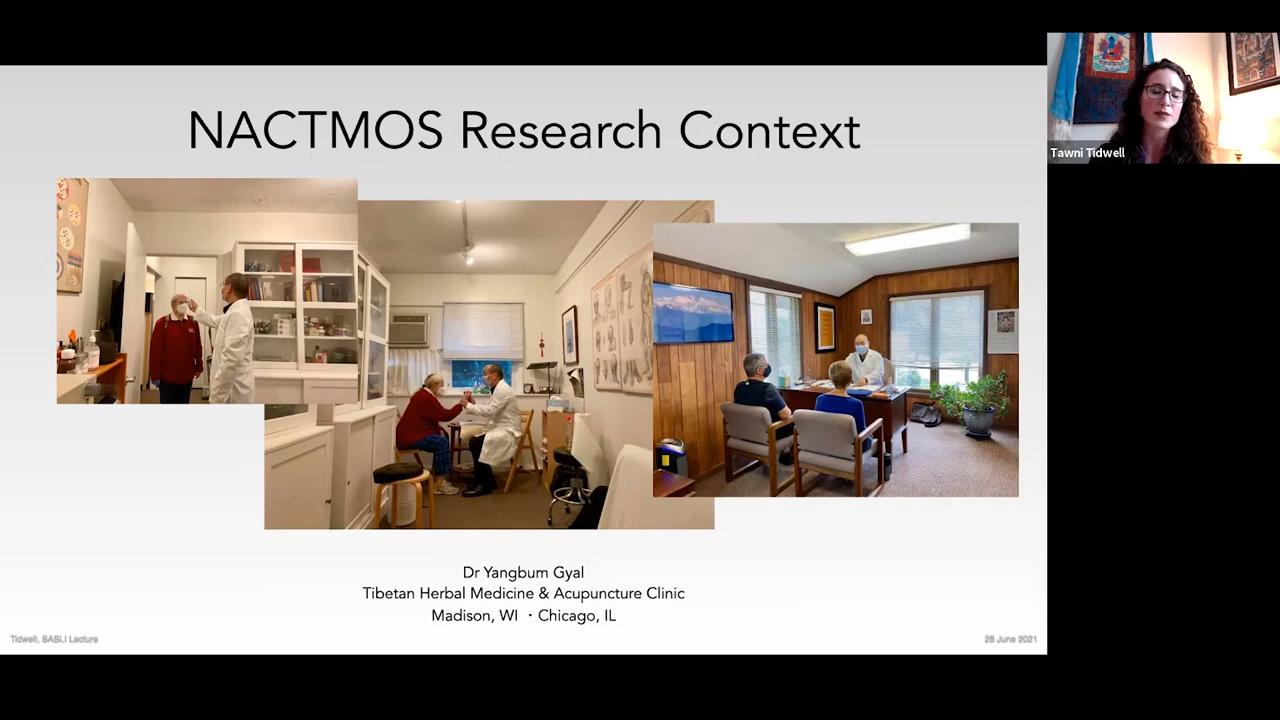 NACTMOS Research Context
Tawni Tidwell
Dr Yangbum Gyal
Tibetan Herbal Medicine & Acupuncture Clinic
Madison, WI · Chicago, IL
Tidwell, SASLI Lecture
28 June 2021